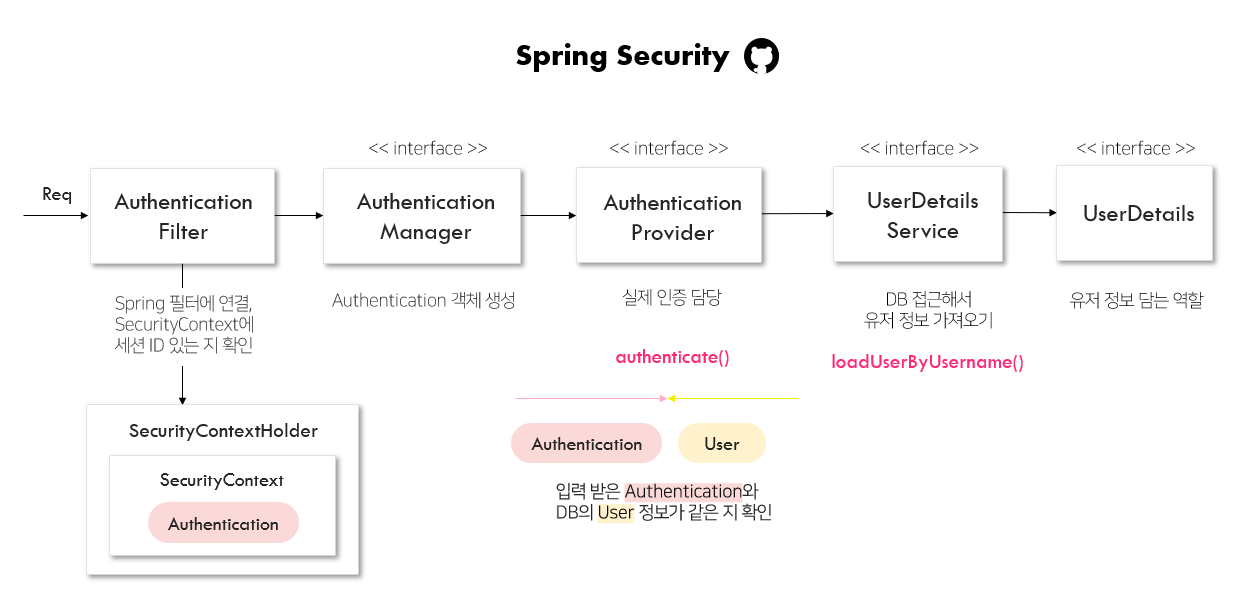 Spring Security
Req
Authentication
Filter
Spring 필터에 연결,
SecurityContext에
세션 ID 있는 지 확인
<< interface >>
Authentication
Manager
Authentication 객체 생성
<< interface >>
Authentication
Provider
실제 인증 담당
authenticate()
<< interface >>
UserDetails
Service
DB 접근해서
유저 정보 가져오기
loadUserByUsername()
<< interface >>
UserDetails
유저 정보 담는 역할
SecurityContextHolder
SecurityContext
Authentication
Authentication
User
입력 받은 Authentication와
DB의 User 정보가 같은 지 확인